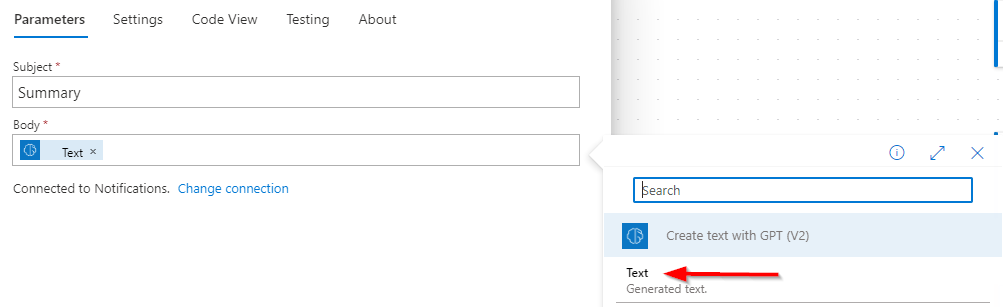 Parameters Settings Code View Testing About
Subject *
Summary
Body *
Text ×
Connected to Notifications. Change connection
Search
Create text with GPT (V2)
Text
Generated text.